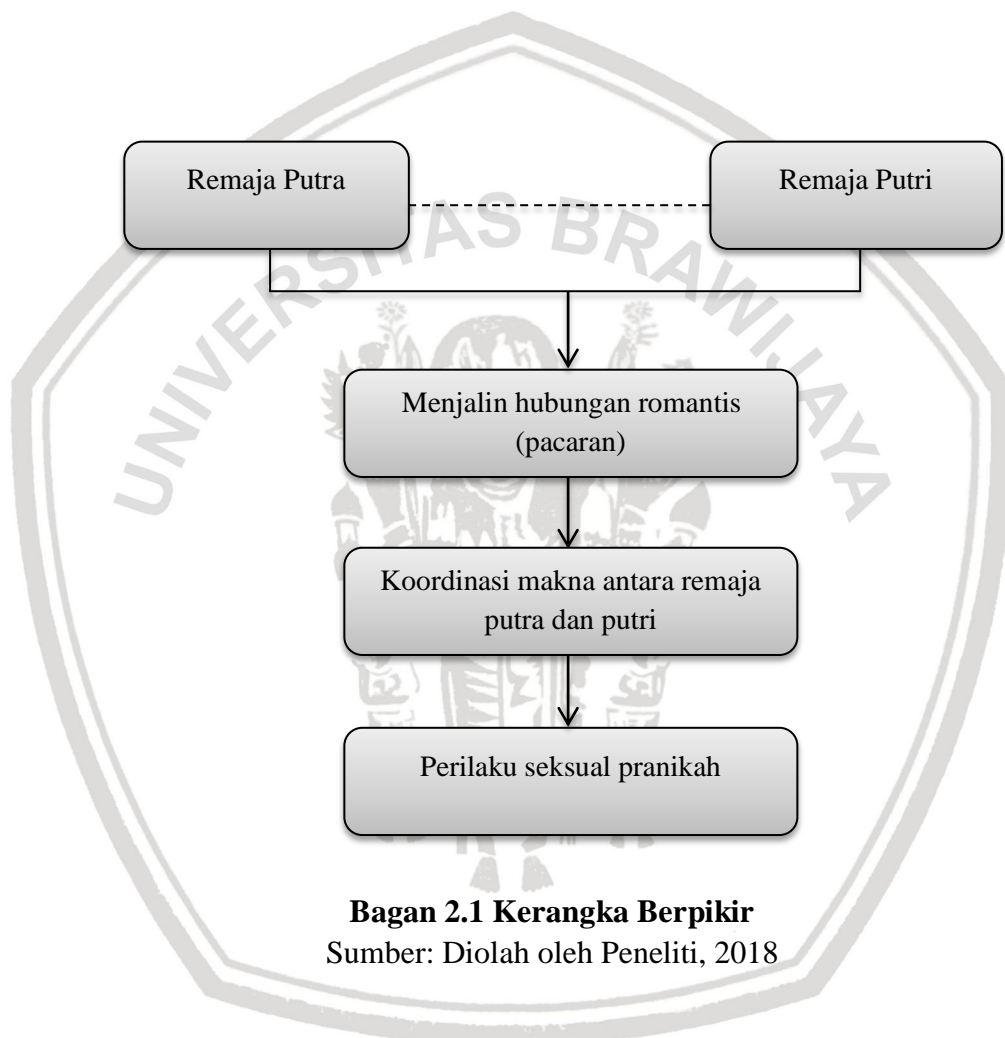 Remaja Putra
Remaja Putri
UNIVERSITAS BRAWIJAYA
Menjalin hubungan romantis
(pacaran)
Koordinasi makna antara remaja
putra dan putri
Perilaku seksual pranikah
Bagan 2.1 Kerangka Berpikir
Sumber: Diolah oleh Peneliti, 2018